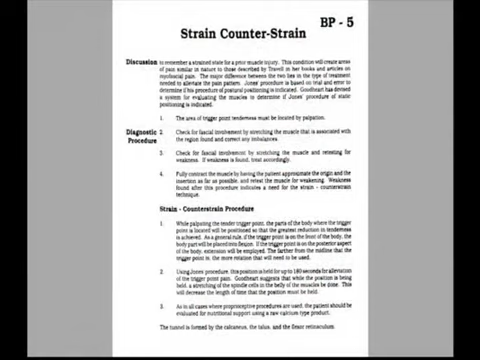 BP - 5
Strain Counter-Strain
Discussion
to remember a strained state for a prior muscle injury. This condition will create areas
of pain similar in nature to those described by Travell in her books and articles on
myofascial pain. The major difference between the two lies in the type of treatment
needed to alleviate the pain pattern. Jones' procedure is based on trial and error to
determine if his procedure of postural positioning is indicated. Goodheart has devised
a system for evaluating the muscles to determine if Jones' procedure of static
positioning is indicated.
1. The area of trigger point tenderness must be located by palpation.
Diagnostic
Procedure
2. Check for fascial involvement by stretching the muscle that is associated with
the region found and correct any imbalances.
3. Check for fascial involvement by stretching the muscle and retesting for
weakness. If weakness is found, treat accordingly.
4. Fully contract the muscle by having the patient approximate the origin and the
insertion as far as possible, and retest the muscle for weakening. Weakness
found after this procedure indicates a need for the strain - counterstrain
technique.
Strain - Counterstrain Procedure
1. While palpating the tender trigger point, the parts of the body where the trigger
point is located will be positioned so that the greatest reduction in tenderness
is achieved. As a general rule, if the trigger point is on the front of the body, the
body part will be placed into flexion. If the trigger point is on the posterior aspect
of the body, extension will be employed. The farther from the midline that the
trigger point is, the more rotation that will need to be used.
2. Using Jones' procedure, this position is held for up to 180 seconds for alleviation
of the trigger point pain. Goodheart suggests that while the position is being
held, a stretching of the spindle cells in the belly of the muscles be done. This
will decrease the length of time that the position must be held.
3. As in all cases where proprioceptive procedures are used, the patient should be
evaluated for nutritional support using a raw calcium type product.
The tunnel is formed by the calcaneus, the talus, and the flexor retinaculum.